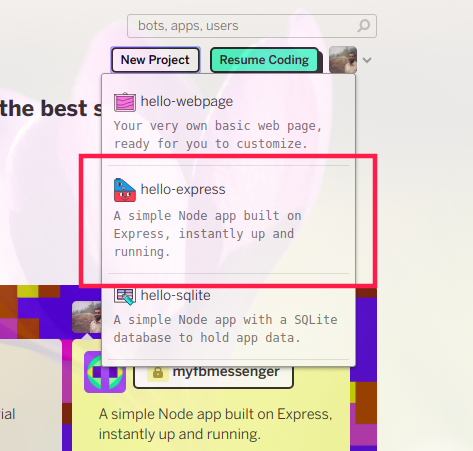 bots, apps, users
New Project
Resume Coding
the best s
hello-webpage
Your very own basic web page,
ready for you to customize.
hello-express
A simple Node app built on
Express, instantly up and
running.
hello-sqlite
A simple Node app with a SQLite
database to hold app data.
myfbmessenger
ial
A simple Node app built on Express,
instantly up and running.